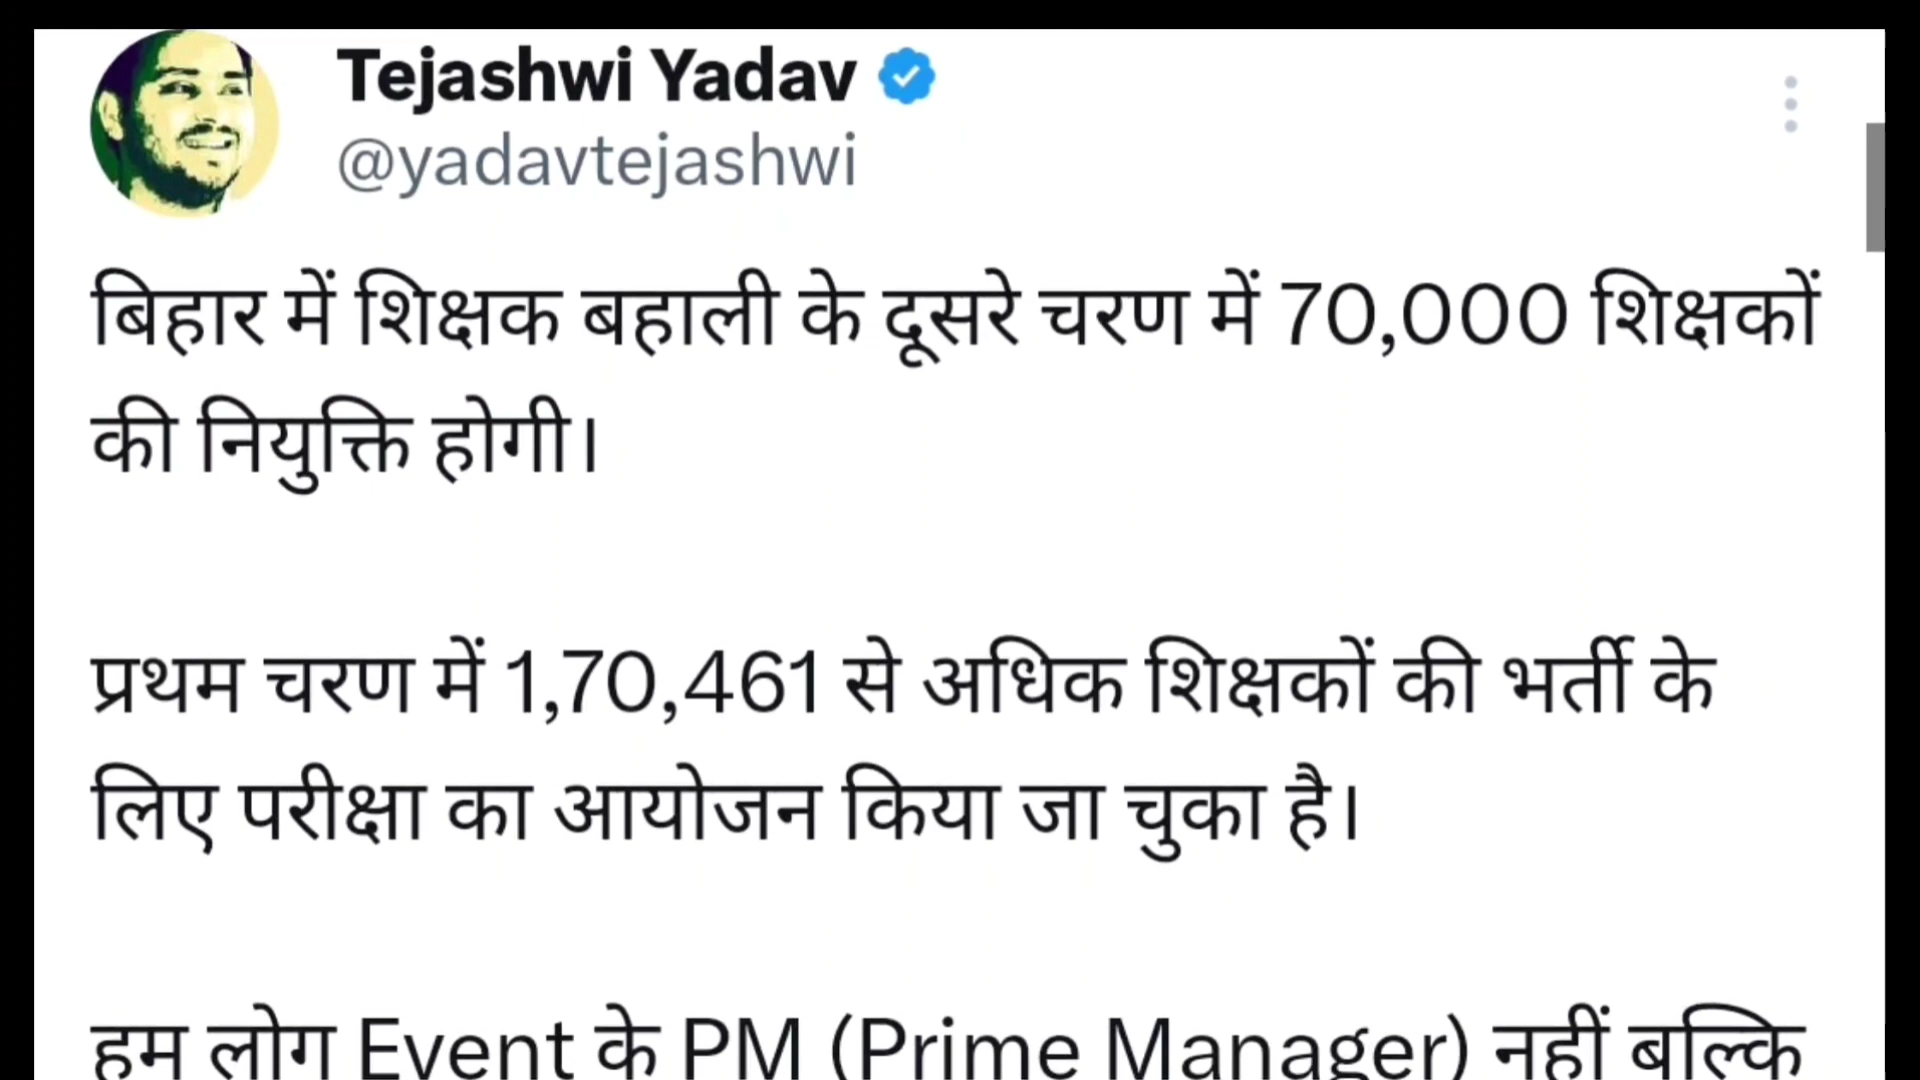 Tejashwi Yadav
@yadavtejashwi
बिहार में शिक्षक बहाली के दूसरे चरण में 70,000 शिक्षकों
की नियुक्ति होगी।
प्रथम चरण में 1,70,461 से अधिक शिक्षकों की भर्ती के
लिए परीक्षा का आयोजन किया जा चुका है।
हम लोग Event के PM (Prime Manager) नहीं बल्कि